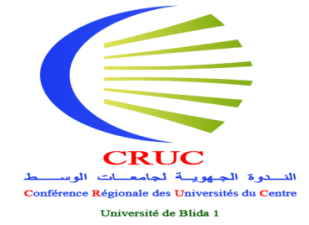 CRUC
الندوة الجهوية لجامعات الوسط
Conférence Régionale des Universités du Centre
Université de Blida 1